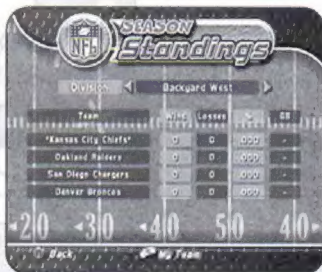 NFL
SEASON
Standings
Division Backyard West
Team Wins Losses % GB
*Kansas City Chiefs* 0 0 .000 -
Oakland Raiders 0 0 .000 -
San Diego Chargers 0 0 .000 -
Denver Broncos 0 0 .000 -
20 30 40 50 40
Back My Team